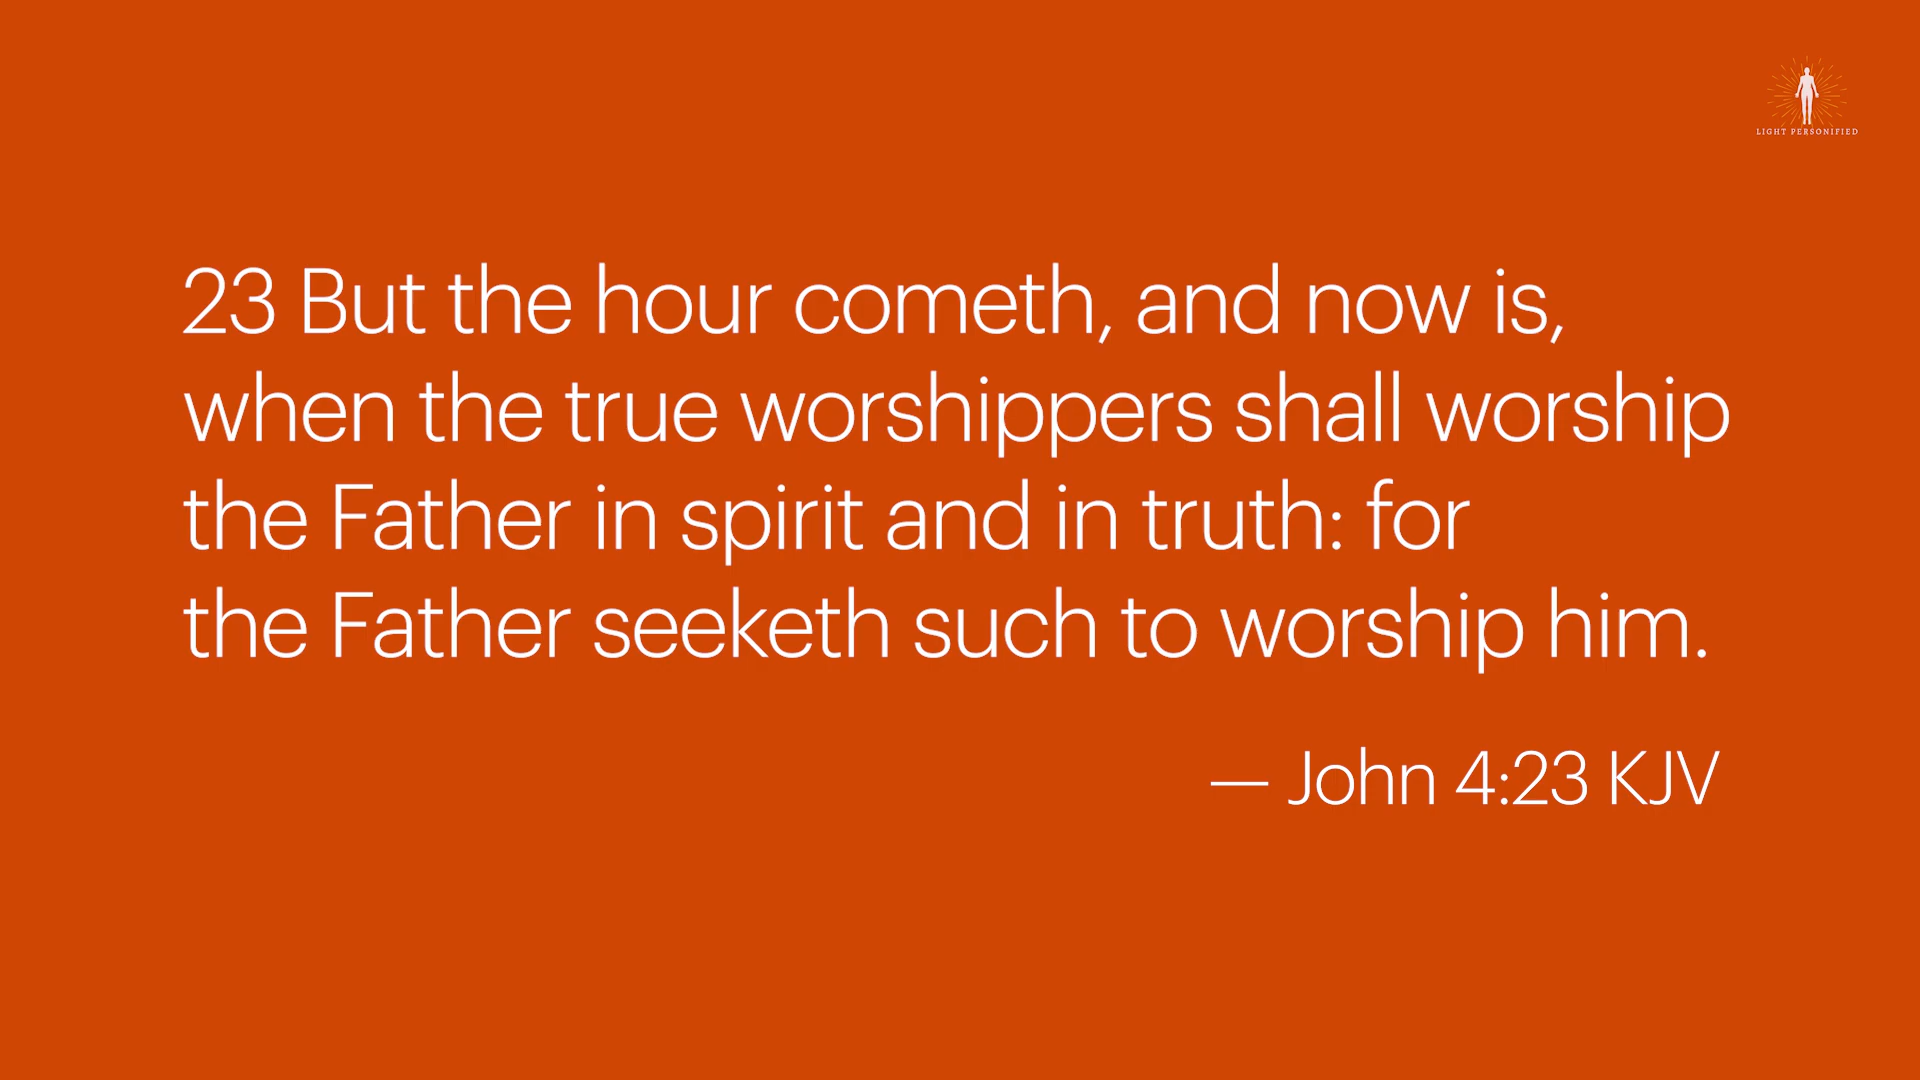 LIGHT PERSONIFIED
23 But the hour cometh, and now is,
when the true worshippers shall worship
the Father in spirit and in truth: for
the Father seeketh such to worship him.
— John 4:23 KJV